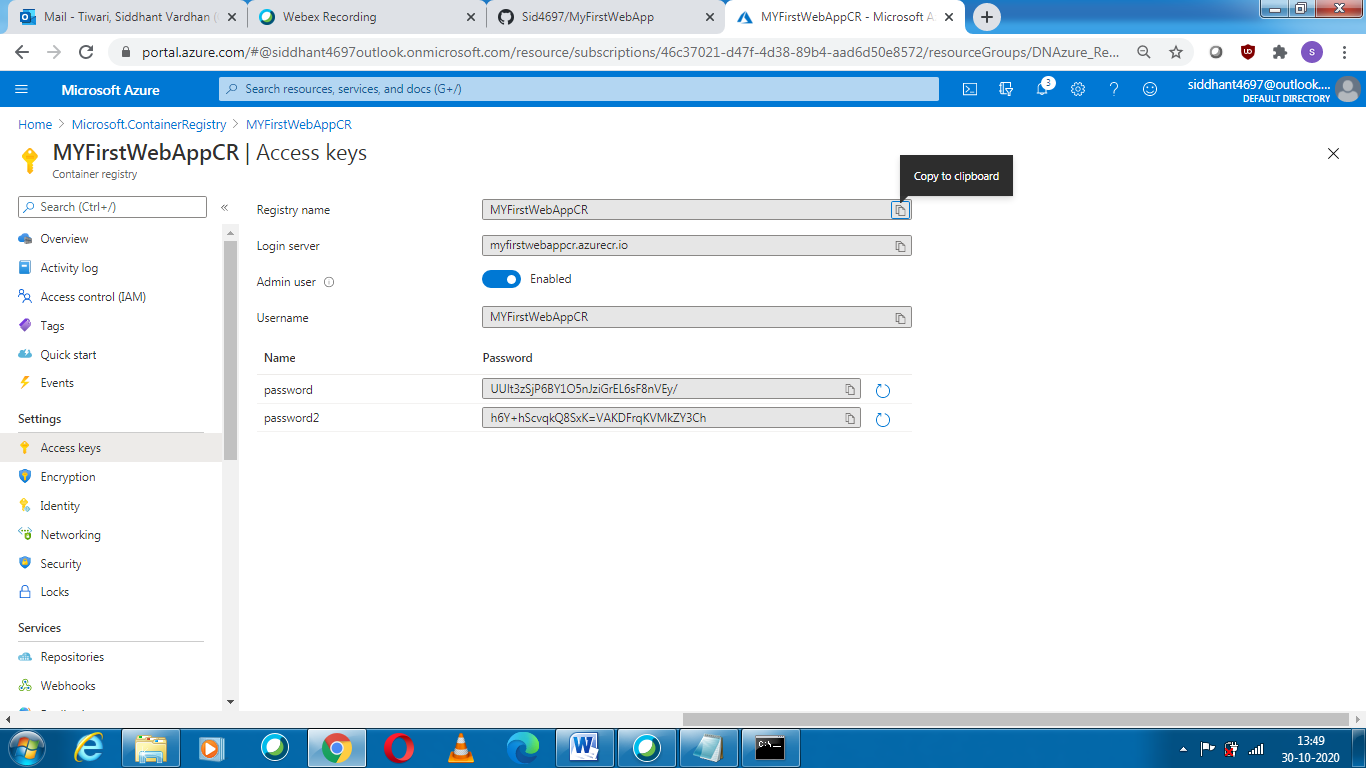 Mail - Tiwari, Siddhant Vardhan (
Webex Recording
Sid4697/MyFirstWebApp
MYFirstWebAppCR - Microsoft A
portal.azure.com/#@siddhant4697outlook.onmicrosoft.com/resource/subscriptions/46c37021-d47f-4d38-89b4-aad6d50e8572/resourceGroups/DNAzure_Re...
S
Microsoft Azure
Search resources, services, and docs (G+/)
3
siddhant4697@outlook....
DEFAULT DIRECTORY
Home > Microsoft.ContainerRegistry > MYFirstWebAppCR
MYFirstWebAppCR | Access keys
Container registry
Copy to clipboard
Search (Ctrl+/)
«
Overview
Activity log
Access control (IAM)
Tags
Quick start
Events
Settings
Access keys
Encryption
Identity
Networking
Security
Locks
Services
Repositories
Webhooks
Registry name
MYFirstWebAppCR
Login server
myfirstwebappcr.azurecr.io
Admin user
Enabled
Username
MYFirstWebAppCR
Name Password
password
UUIt3zSjP6BY1O5nJziGrEL6sF8nVEy/
password2
h6Y+hScvqkQ8SxK=VAKDFrqKVMkZY3Ch
13:49
30-10-2020